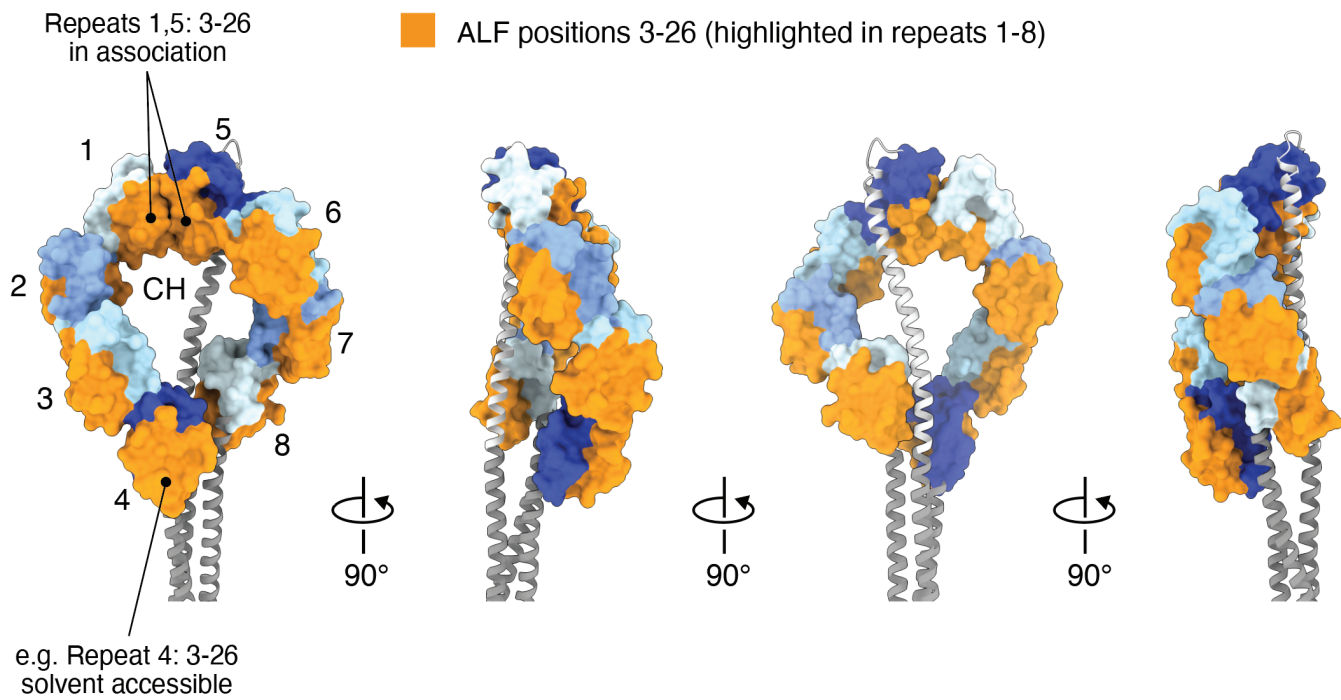 Repeats 1,5: 3-26
in association
ALF positions 3-26 (highlighted in repeats 1-8)
1
5
6
2
CH
7
3
8
4
90°
90°
90°
e.g. Repeat 4: 3-26
solvent accessible